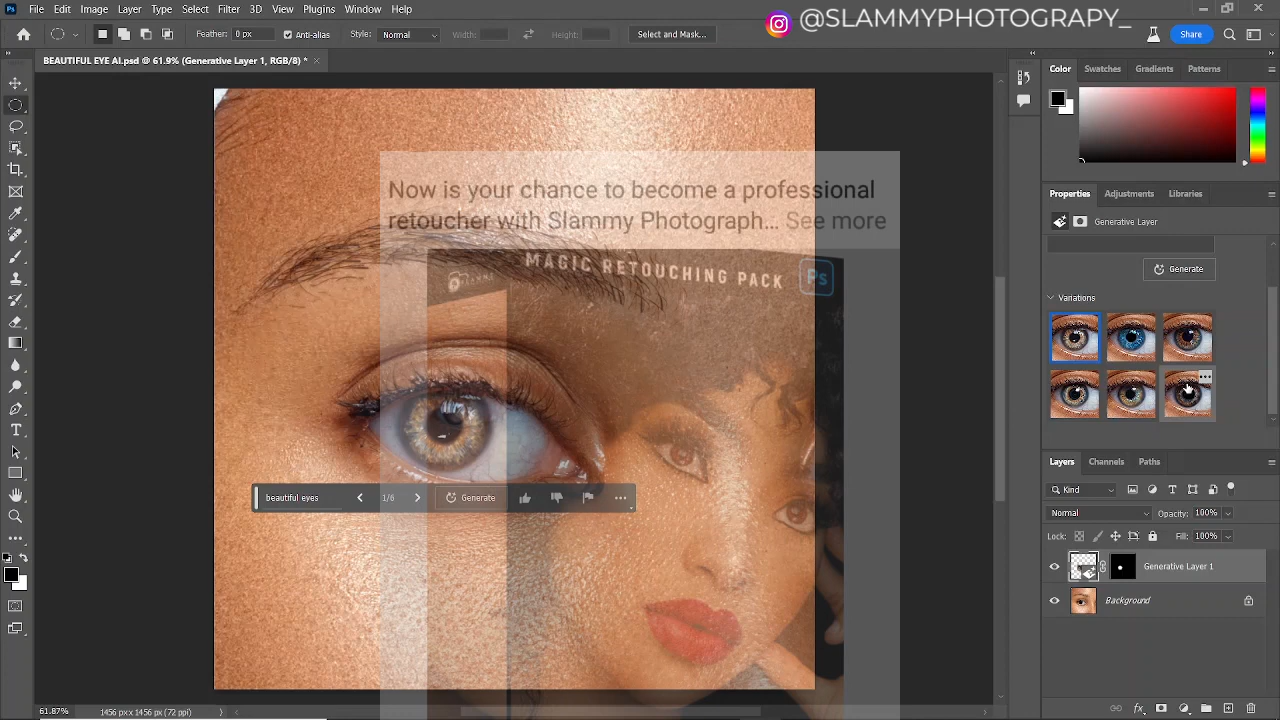 Ps File Edit Image Layer Type Select Filter 3D View Plugins Window Help
@SLAMMYPHOTOGRAPY_
Feather: 0 px Anti-alias Style: Normal Width: Height: Select and Mask... Share
BEAUTIFUL EYE AI.psd @ 61.9% (Generative Layer 1, RGB/8) * ×
Color Swatches Gradients Patterns
Now is your chance to become a professional
retoucher with Slammy Photograph... See more
MAGIC RETOUCHING PACK Ps
Properties Adjustments Libraries
Generative Layer 1
Generate
Variations
beautiful eyes 1/6 Generate
Layers Channels Paths
Kind
Normal Opacity: 100%
Lock: Fill: 100%
Generative Layer 1
Background
61.87% 1456 px x 1456 px (72 ppi)